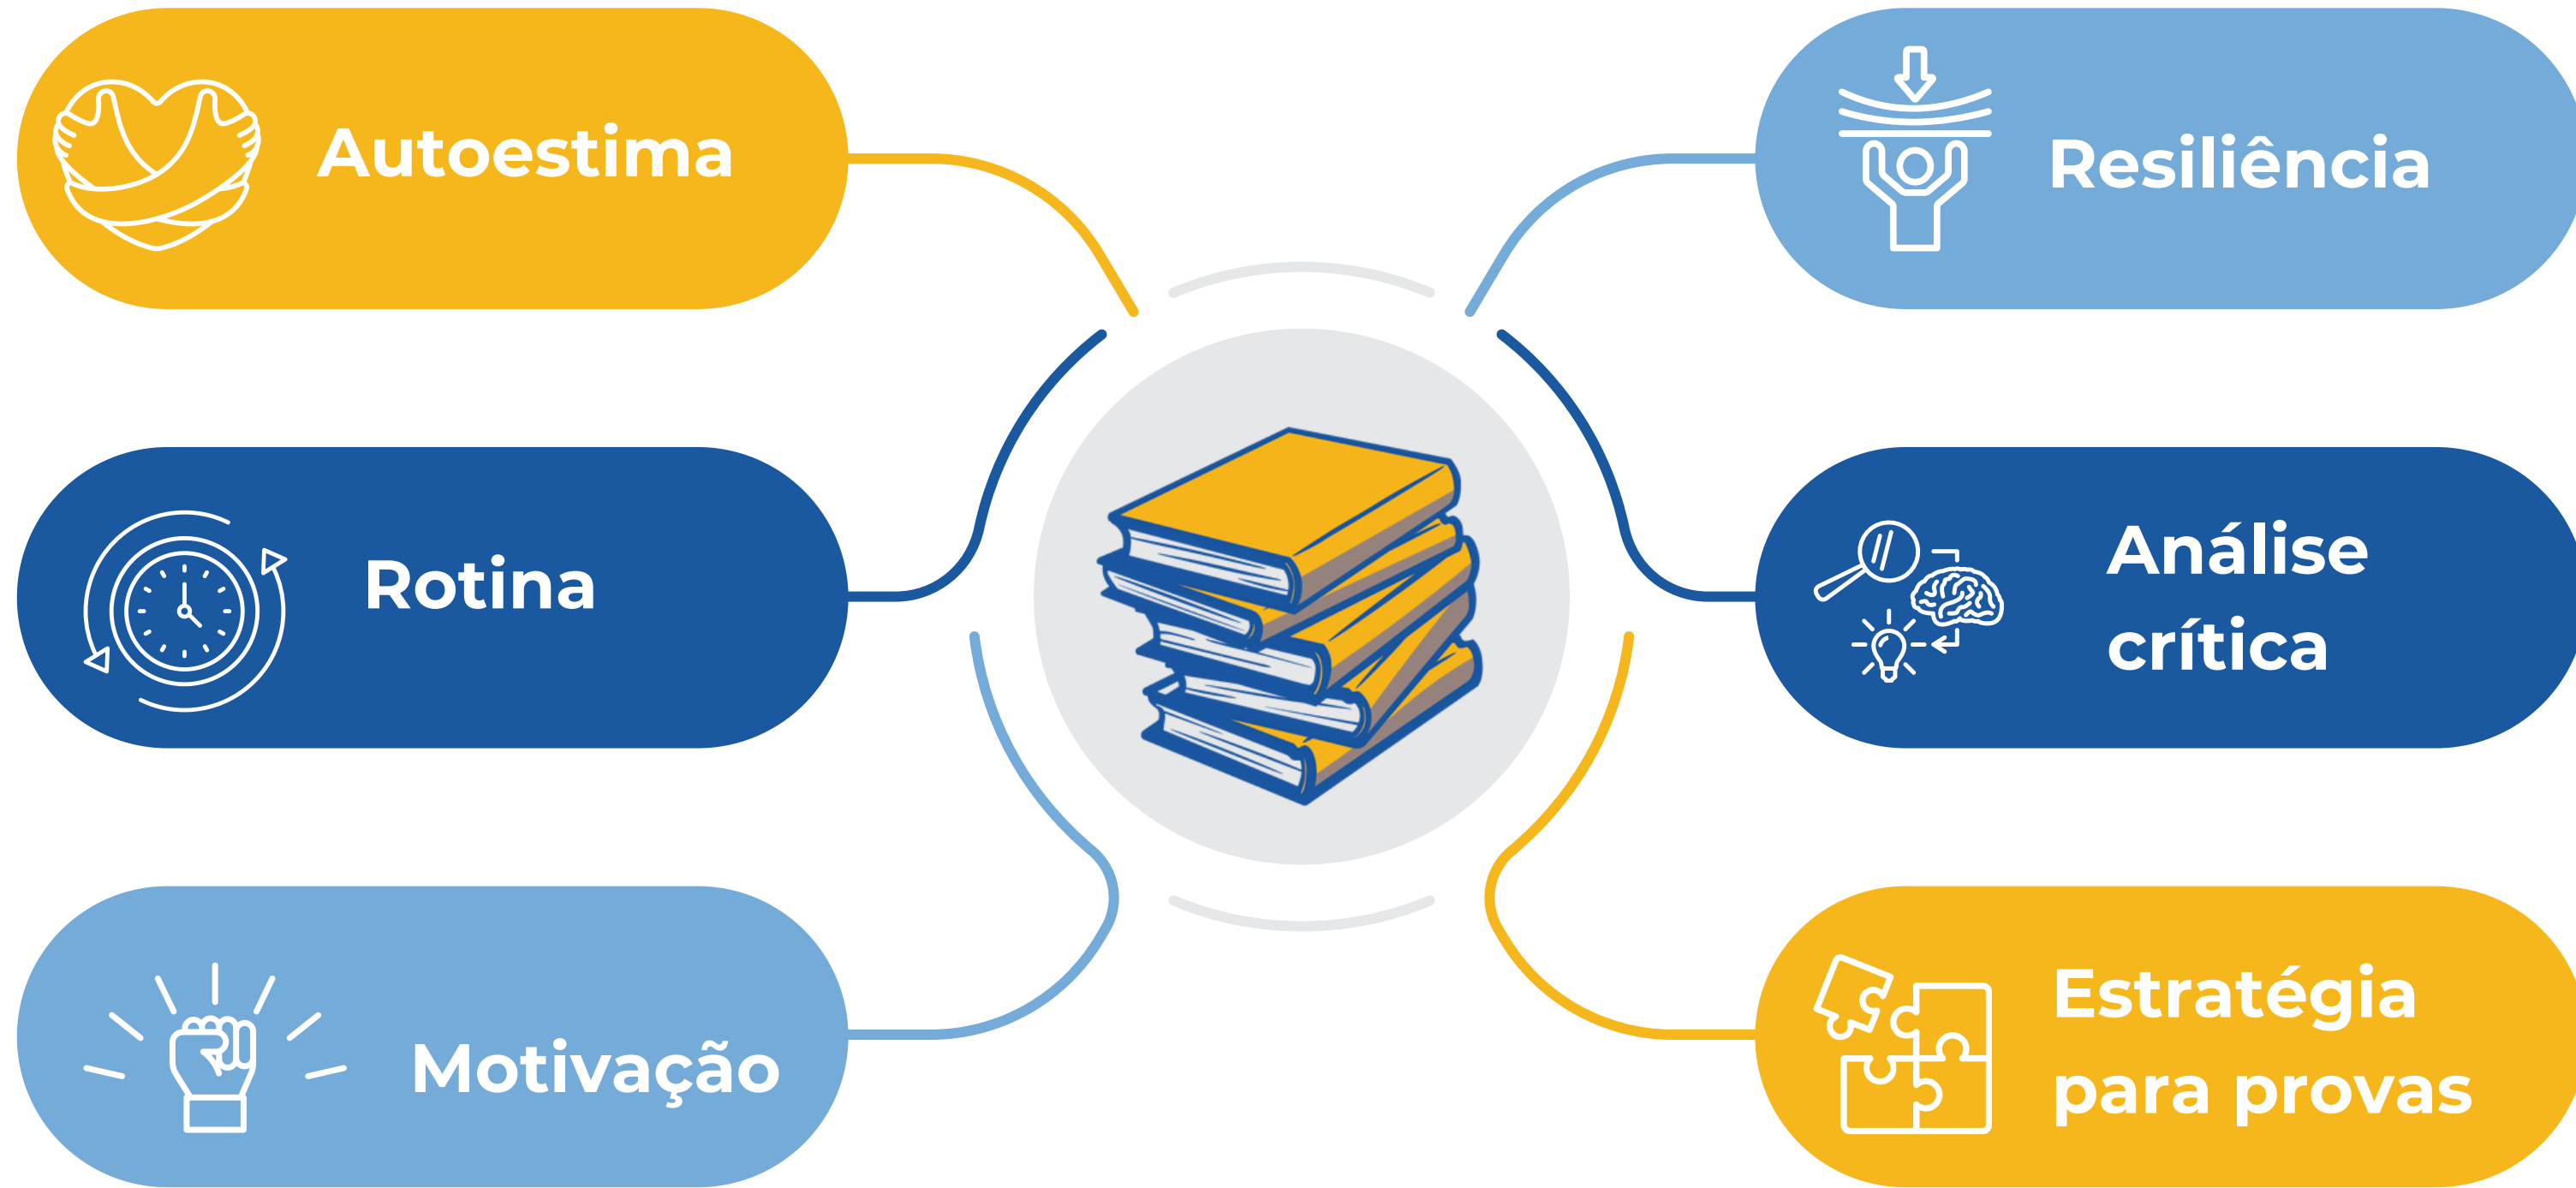 Autoestima
Rotina
Motivação
Resiliência
Análise
crítica
Estratégia
para provas